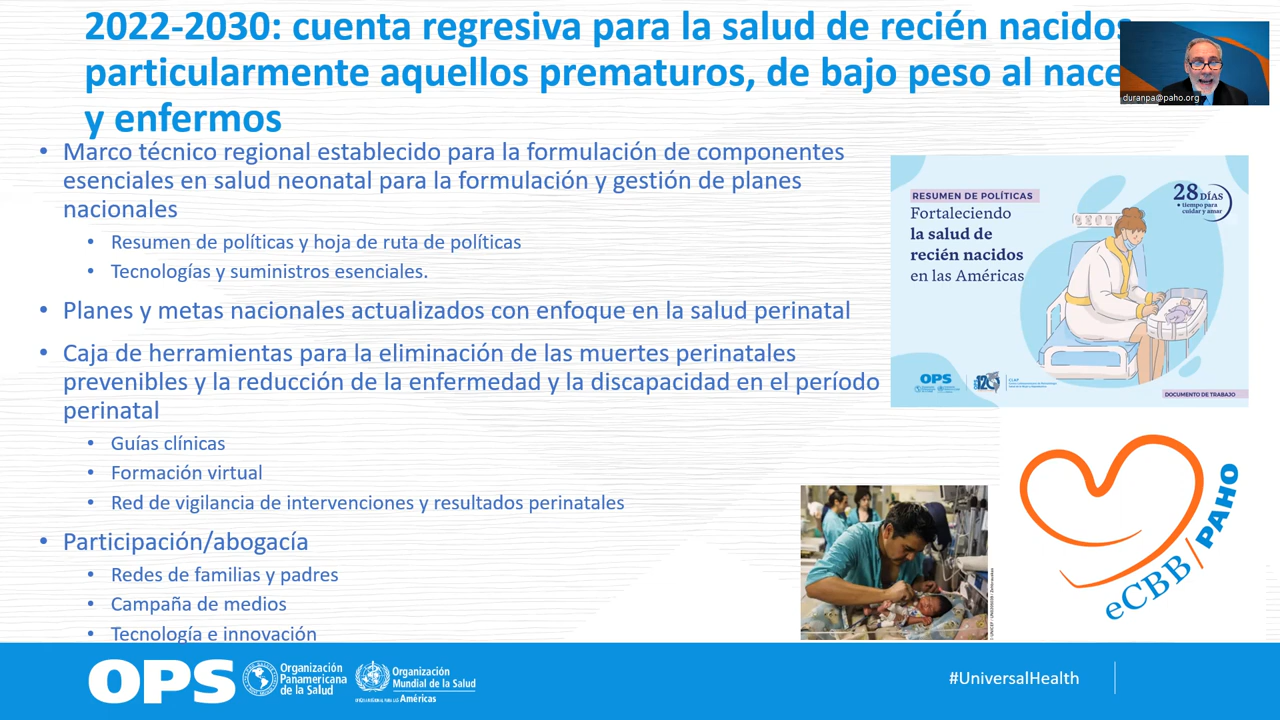 2022-2030: cuenta regresiva para la salud de recién nacidos
particularmente aquellos prematuros, de bajo peso al nace
y enfermos
duranpa@paho.org
• Marco técnico regional establecido para la formulación de componentes
esenciales en salud neonatal para la formulación y gestión de planes
nacionales
• Resumen de políticas y hoja de ruta de políticas
• Tecnologías y suministros esenciales.
• Planes y metas nacionales actualizados con enfoque en la salud perinatal
• Caja de herramientas para la eliminación de las muertes perinatales
prevenibles y la reducción de la enfermedad y la discapacidad en el período
perinatal
• Guías clínicas
• Formación virtual
• Red de vigilancia de intervenciones y resultados perinatales
• Participación/abogacía
• Redes de familias y padres
• Campaña de medios
• Tecnología e innovación
RESUMEN DE POLÍTICAS
Fortaleciendo
la salud de
recién nacidos
en las Américas
28 DÍAS
tiempo para
cuidar y amar
OPS
120
CLAP
DOCUMENTO DE TRABAJO
eCBB/PAHO
OPS
Organización
Panamericana
de la Salud
Organización
Mundial de la Salud
Américas
#UniversalHealth